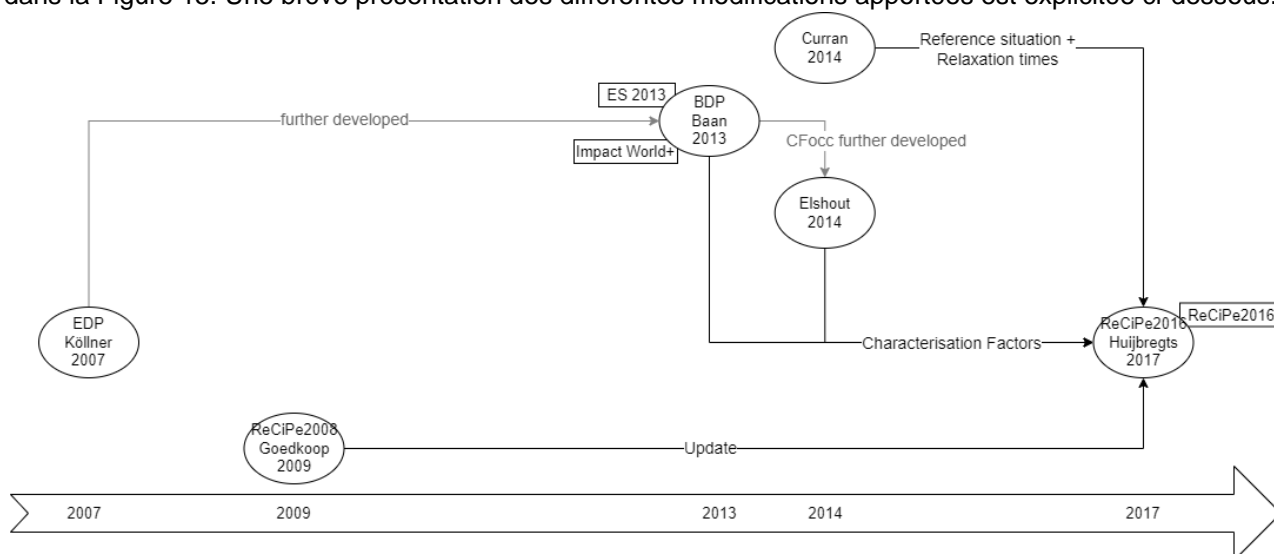 dans la Figure 18. Une brève présentation des différentes modifications apportées est explicitée ci-dessous.
Curran
2014
Reference situation +
Relaxation times
ES 2013
BDP
Baan
2013
further developed
Impact World+
CFocc further developed
Elshout
2014
EDP
Köllner
2007
ReCiPe2016
Huijbregts
2017
ReCiPe2016
Characterisation Factors
ReCiPe2008
Goedkoop
2009
Update
2007
2009
2013
2014
2017